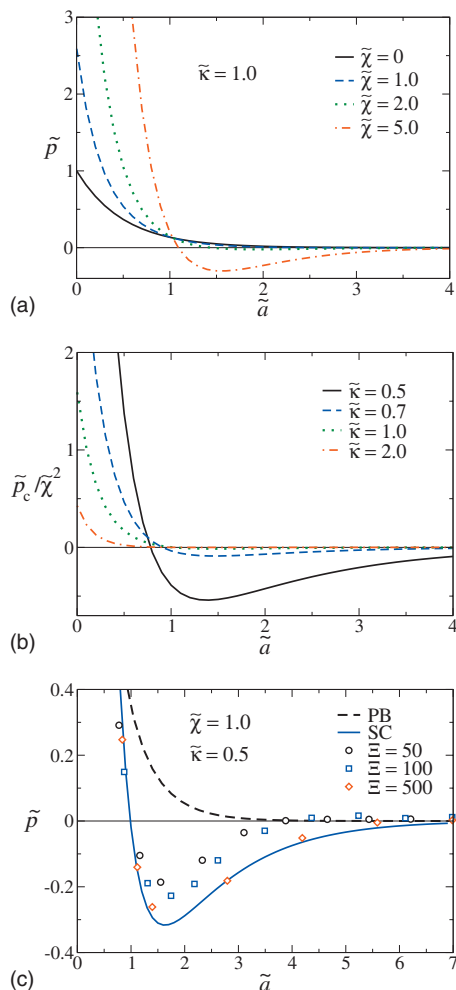 3
2
1
0
p̃
κ̃ = 1.0
χ̃ = 0
χ̃ = 1.0
χ̃ = 2.0
χ̃ = 5.0
0 1 2 3 4
(a) ã
2
1
0
p̃c/χ̃²
κ̃ = 0.5
κ̃ = 0.7
κ̃ = 1.0
κ̃ = 2.0
0 1 2 3 4
(b) ã
0.4
0.2
0
-0.2
-0.4
p̃
χ̃ = 1.0
κ̃ = 0.5
PB
SC
Ξ = 50
Ξ = 100
Ξ = 500
0 1 2 3 4 5 6 7
(c) ã